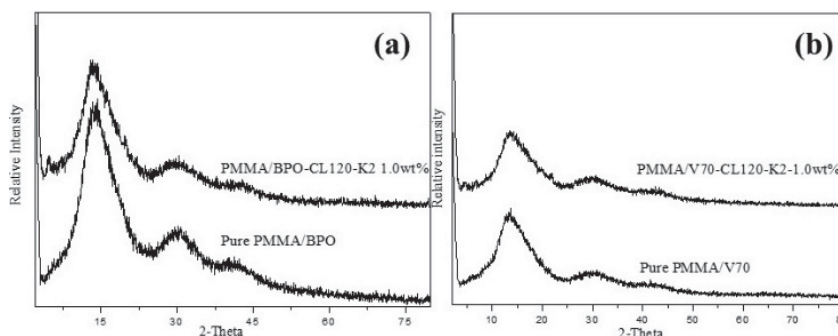 (a)
Relative Intensity
PMMA/BPO-CL120-K2 1.0wt%
Pure PMMA/BPO
15 30 45 60 75
2-Theta
(b)
Relative intensity
PMMA/V70-CL120-K2-1.0wt%
Pure PMMA/V70
10 20 30 40 50 60 70 80
2-Theta